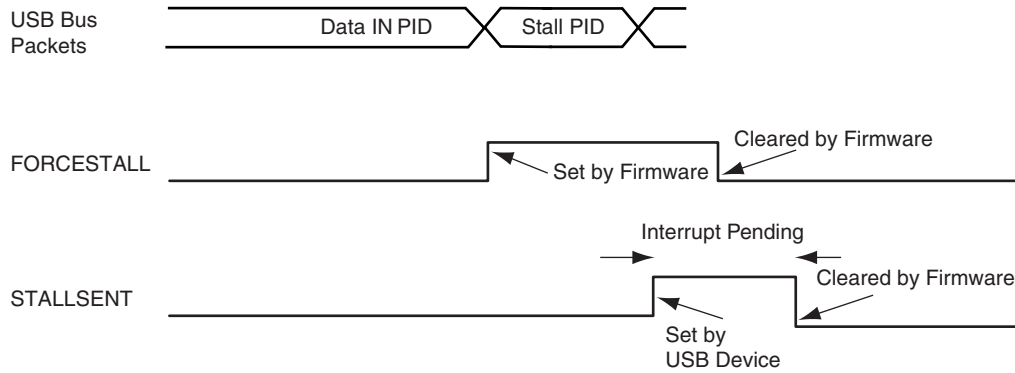 USB Bus
Packets
Data IN PID
Stall PID
FORCESTALL
Set by Firmware
Cleared by Firmware
Interrupt Pending
STALLSENT
Cleared by Firmware
Set by
USB Device